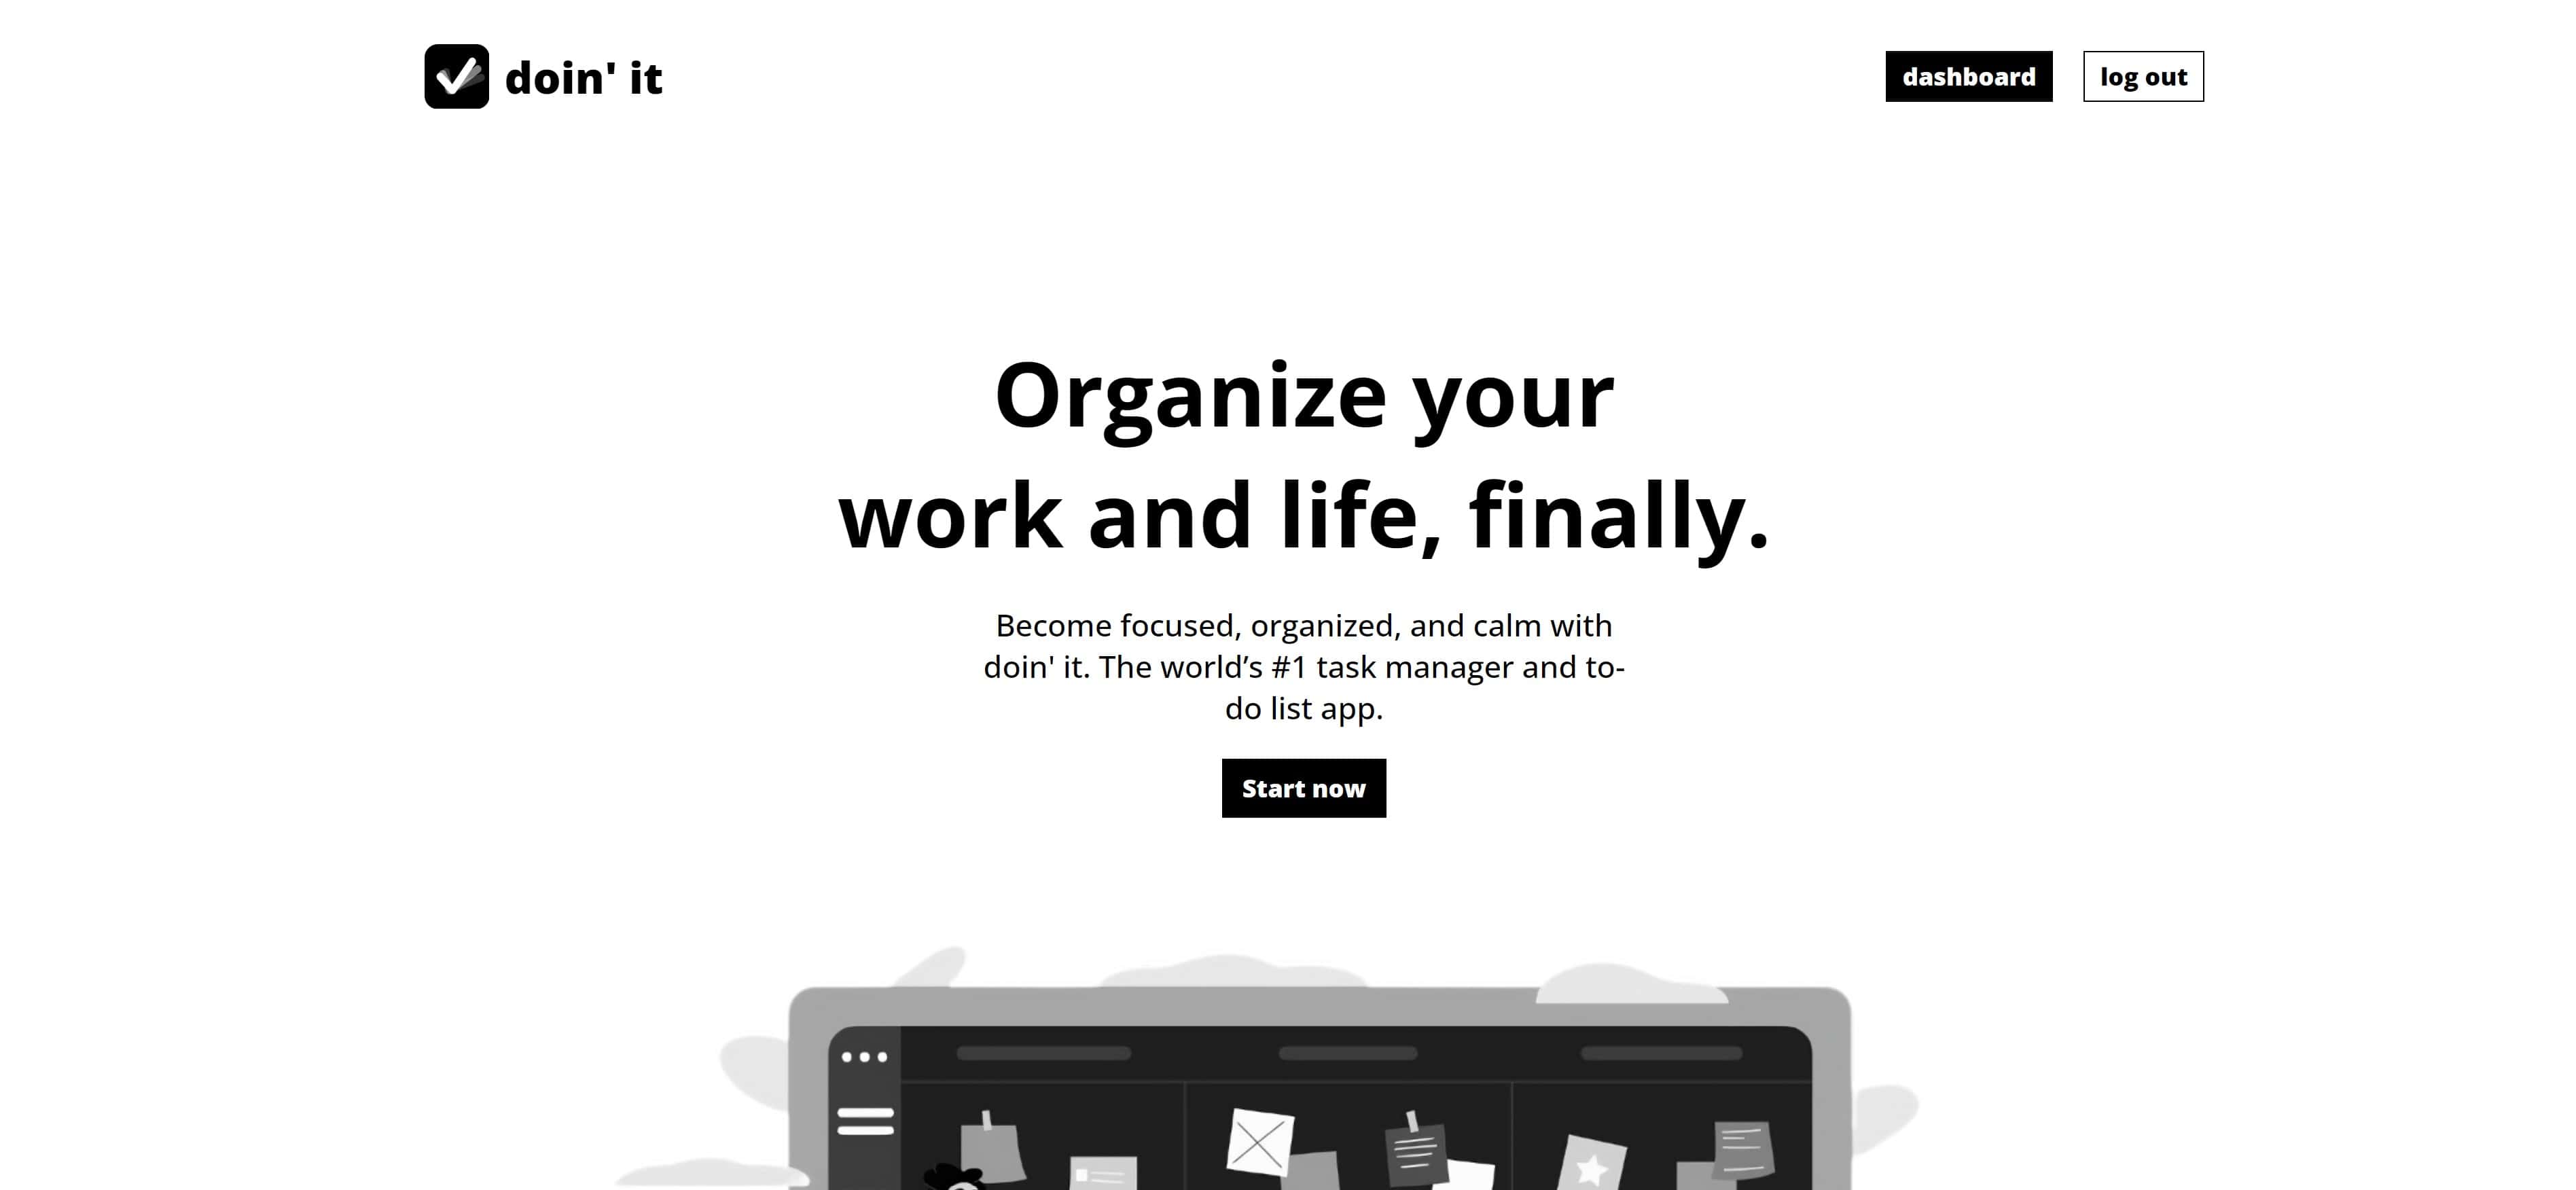 doin' it
dashboard
log out
Organize your
work and life, finally.
Become focused, organized, and calm with
doin' it. The world’s #1 task manager and to-
do list app.
Start now